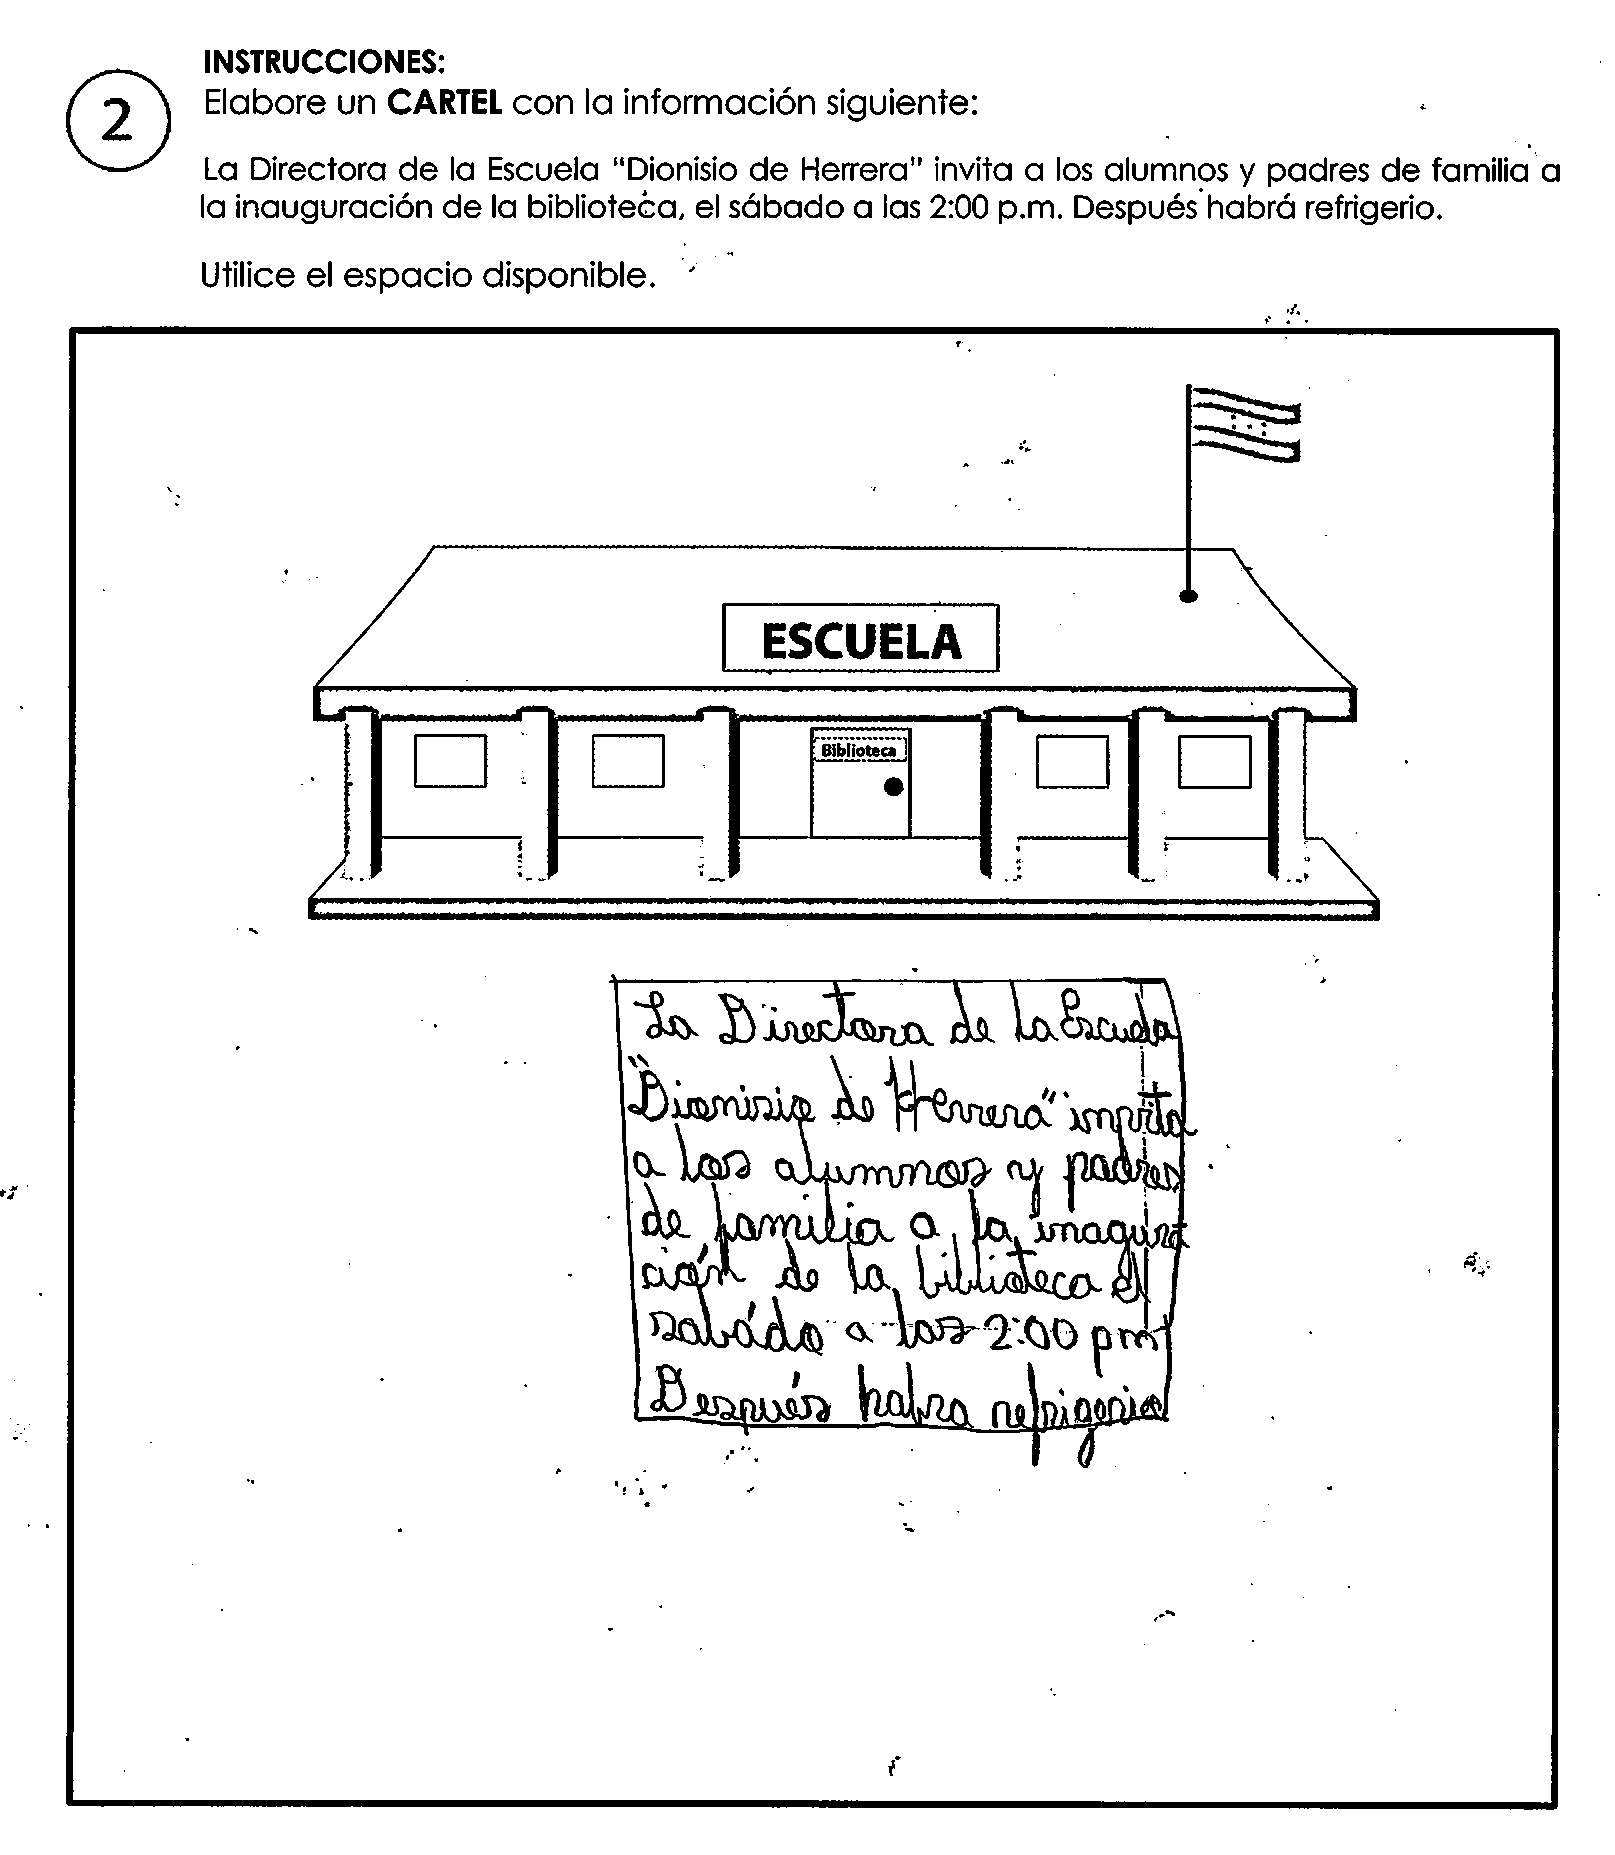 INSTRUCCIONES:
2
Elabore un CARTEL con la información siguiente:
La Directora de la Escuela "Dionisio de Herrera" invita a los alumnos y padres de familia a
la inauguración de la biblioteca, el sábado a las 2:00 p.m. Después habrá refrigerio.
Utilice el espacio disponible.
ESCUELA
Biblioteca
La Directora de la Escuela
"Dionisio de Herrera" invita
a los alumnos y padres
de familia a la inagura
ción de la biblioteca el
sabádo a las 2:00 pm
Después habra refrigerio